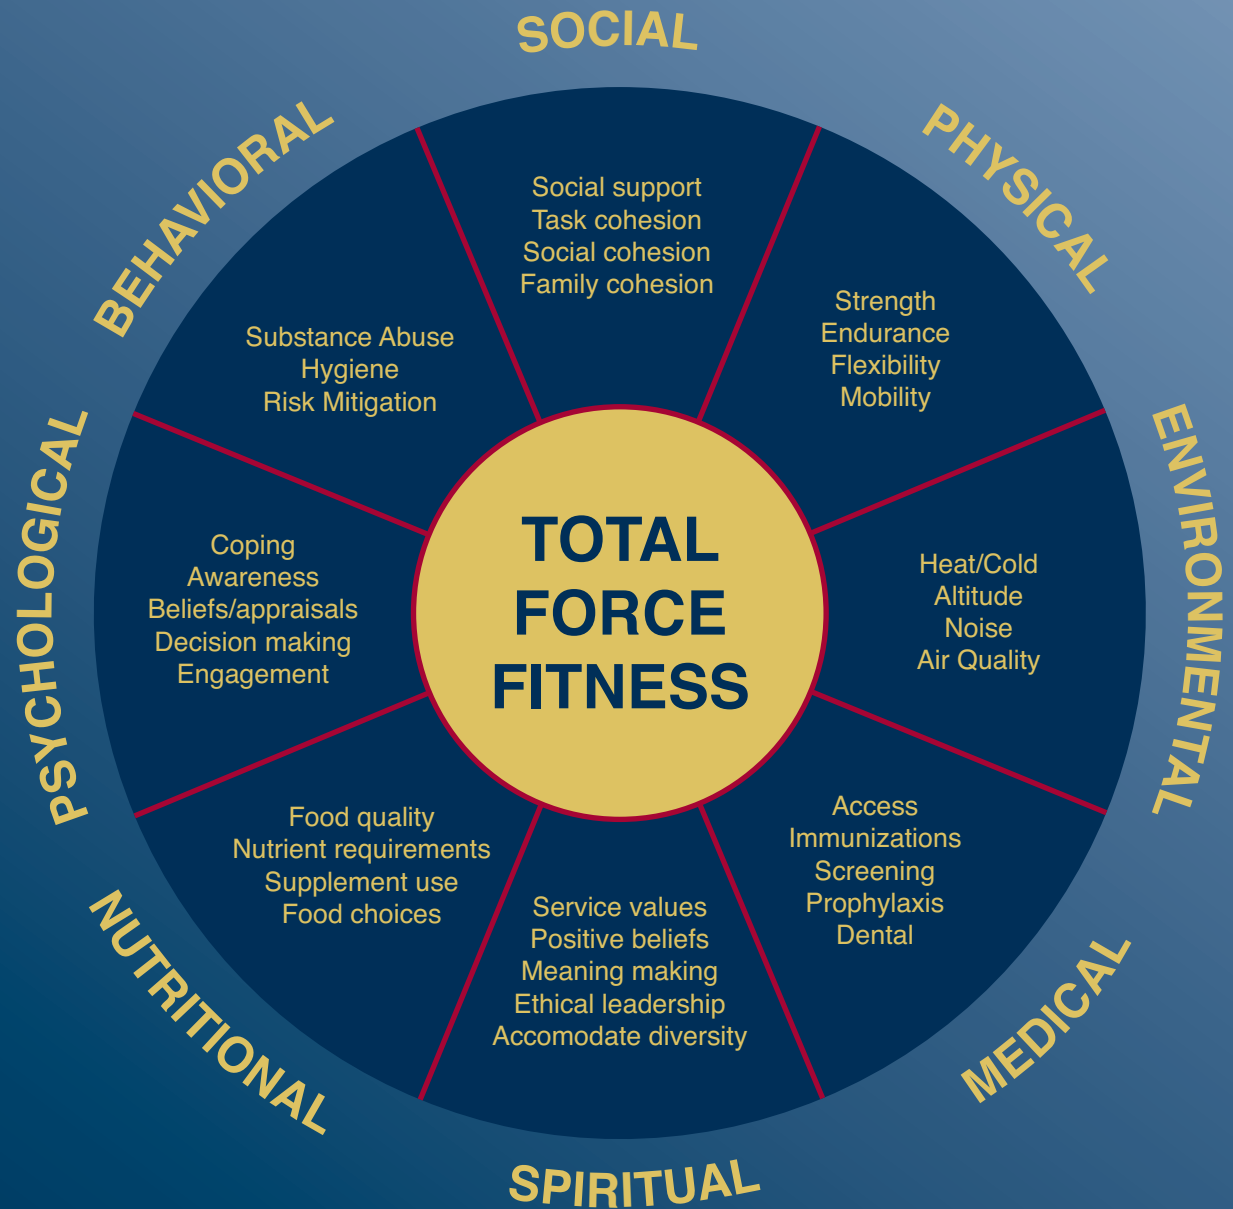 SOCIAL
Social support
Task cohesion
Social cohesion
Family cohesion
PHYSICAL
Strength
Endurance
Flexibility
Mobility
ENVIRONMENTAL
Heat/Cold
Altitude
Noise
Air Quality
MEDICAL
Access
Immunizations
Screening
Prophylaxis
Dental
SPIRITUAL
Service values
Positive beliefs
Meaning making
Ethical leadership
Accomodate diversity
NUTRITIONAL
Food quality
Nutrient requirements
Supplement use
Food choices
PSYCHOLOGICAL
Coping
Awareness
Beliefs/appraisals
Decision making
Engagement
BEHAVIORAL
Substance Abuse
Hygiene
Risk Mitigation
TOTAL
FORCE
FITNESS